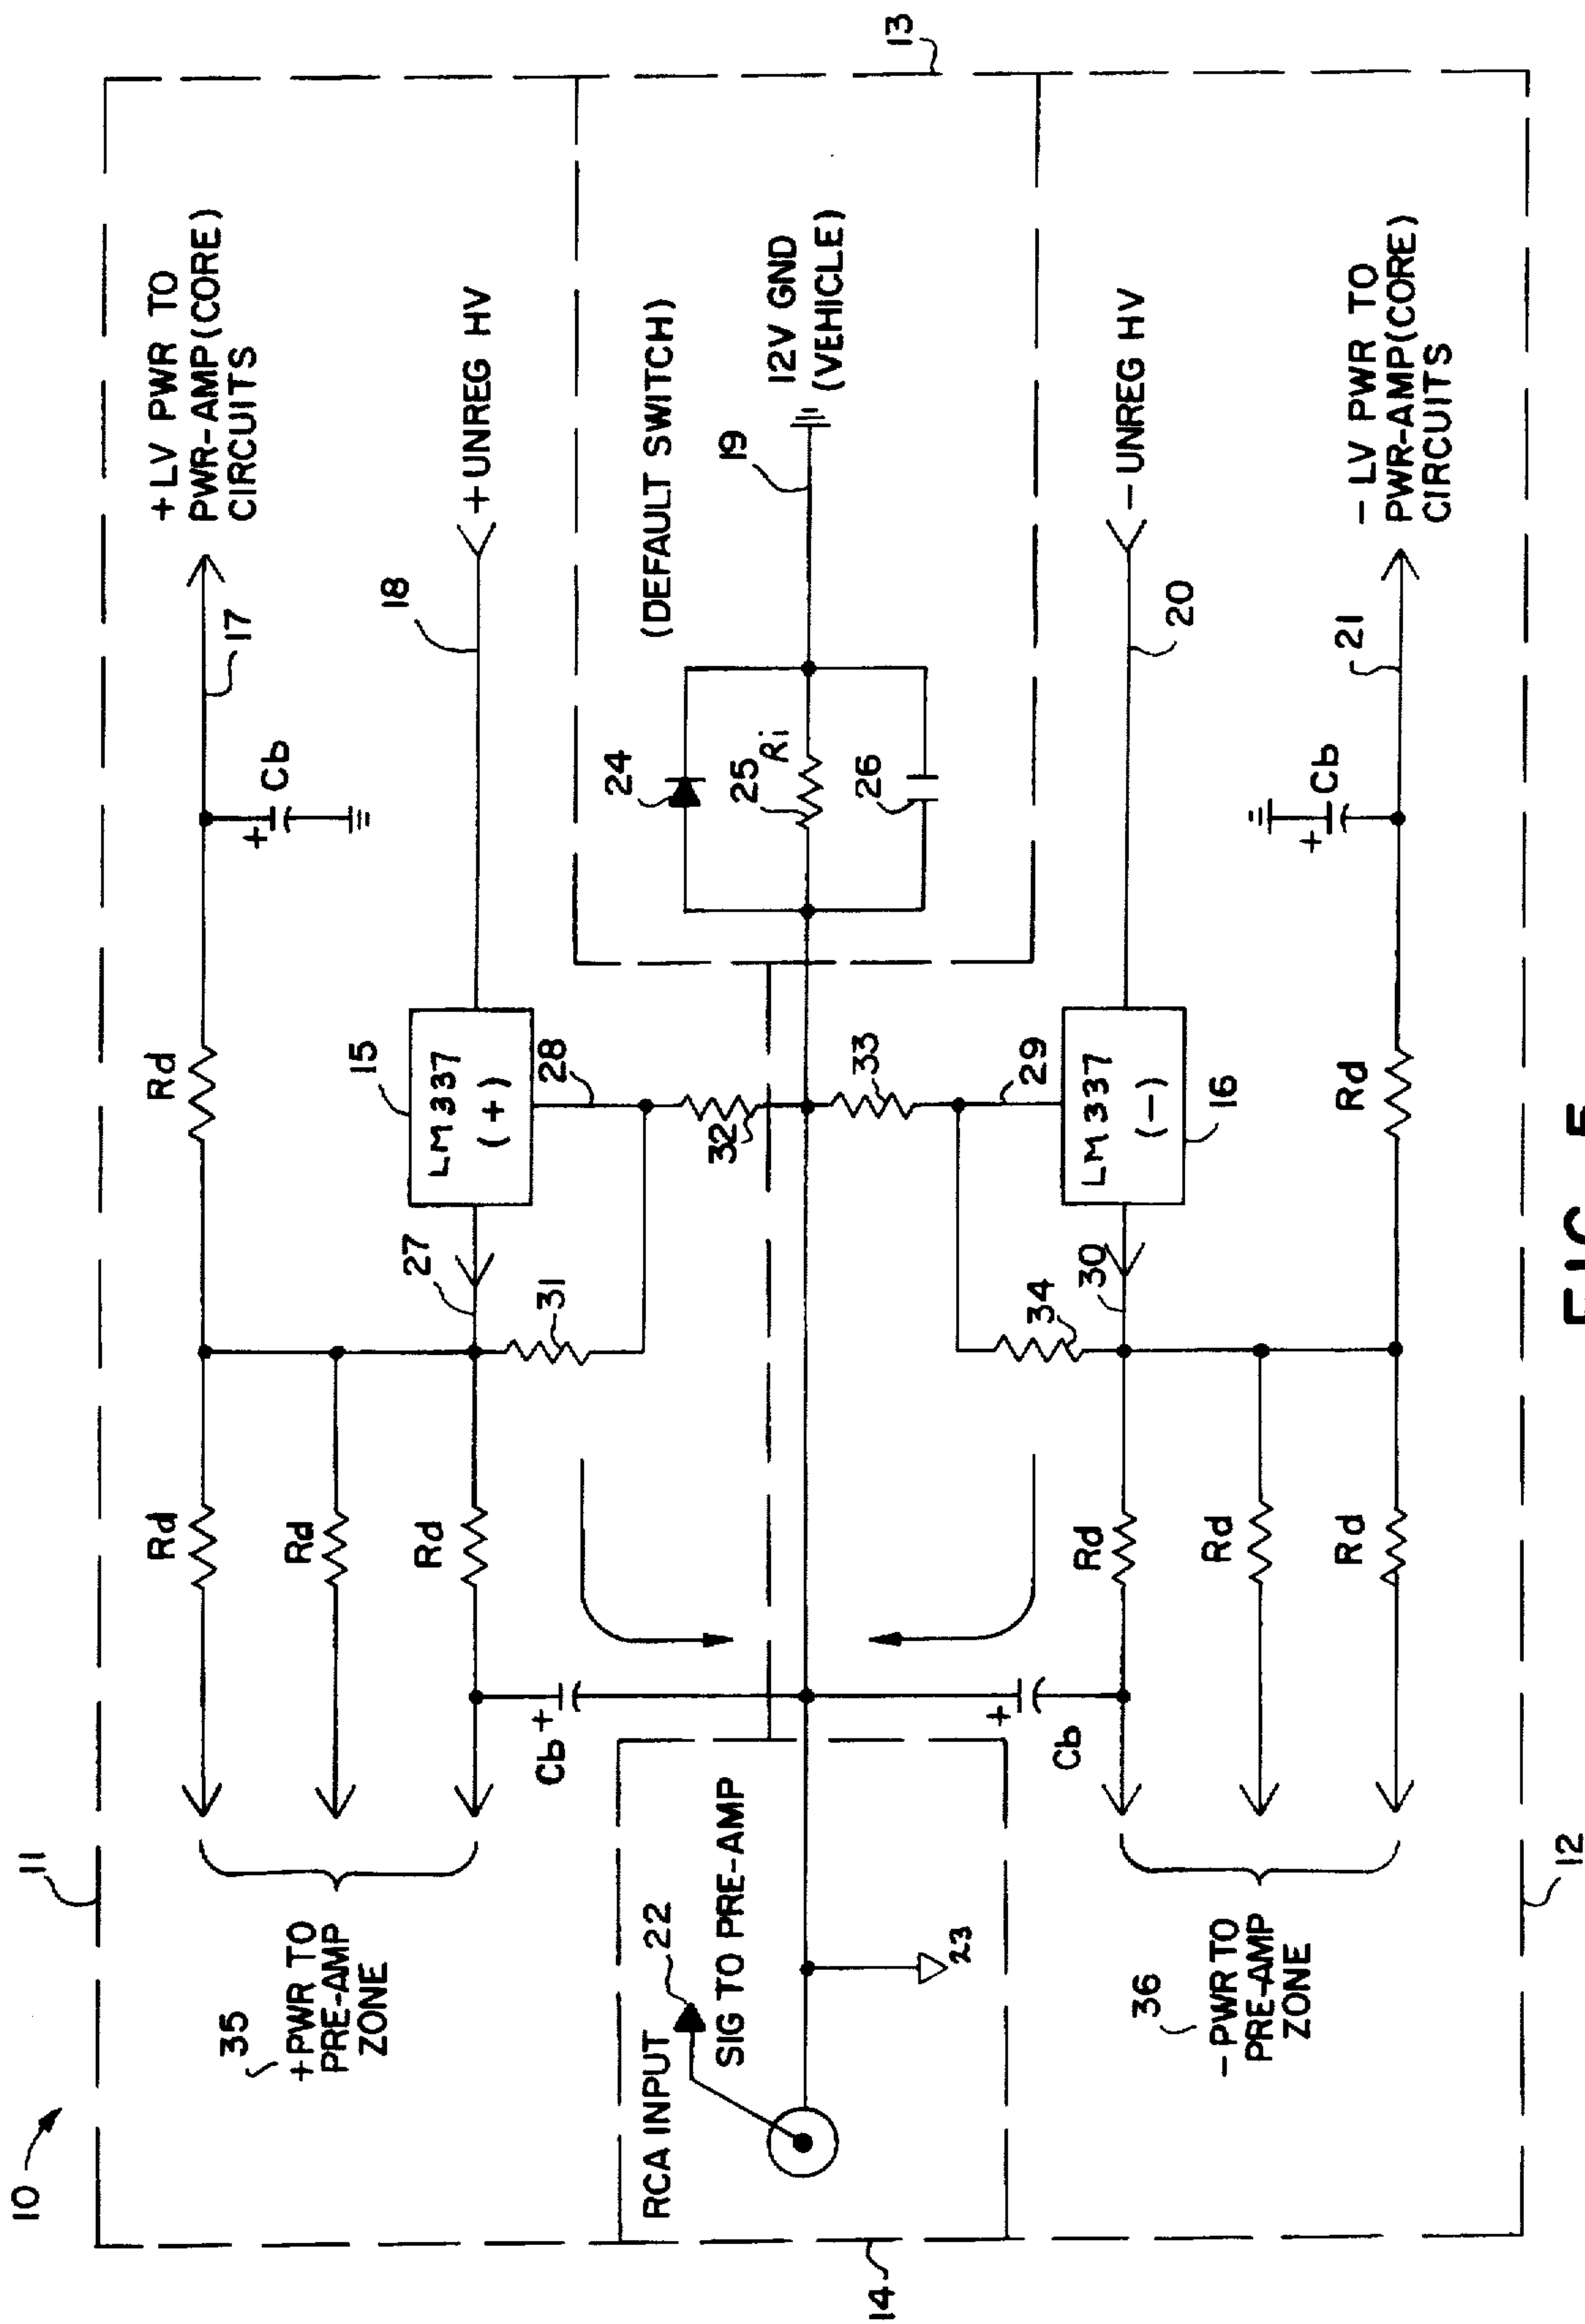 10
11
35
+PWR TO
PRE-AMP
ZONE
Rd
Rd
Rd
Rd
Cb
+
17
+LV PWR TO
PWR-AMP(CORE)
CIRCUITS
27
31
15
LM337
(+)
28
18
+UNREG HV
Cb
+
32
13
(DEFAULT SWITCH)
24
25
Ri
26
19
12V GND
(VEHICLE)
14
RCA INPUT
22
SIG TO PRE-AMP
23
33
29
LM337
(−)
16
20
−UNREG HV
34
30
+
Cb
36
−PWR TO
PRE-AMP
ZONE
Rd
Rd
Rd
Rd
+
Cb
21
−LV PWR TO
PWR-AMP(CORE)
CIRCUITS
12